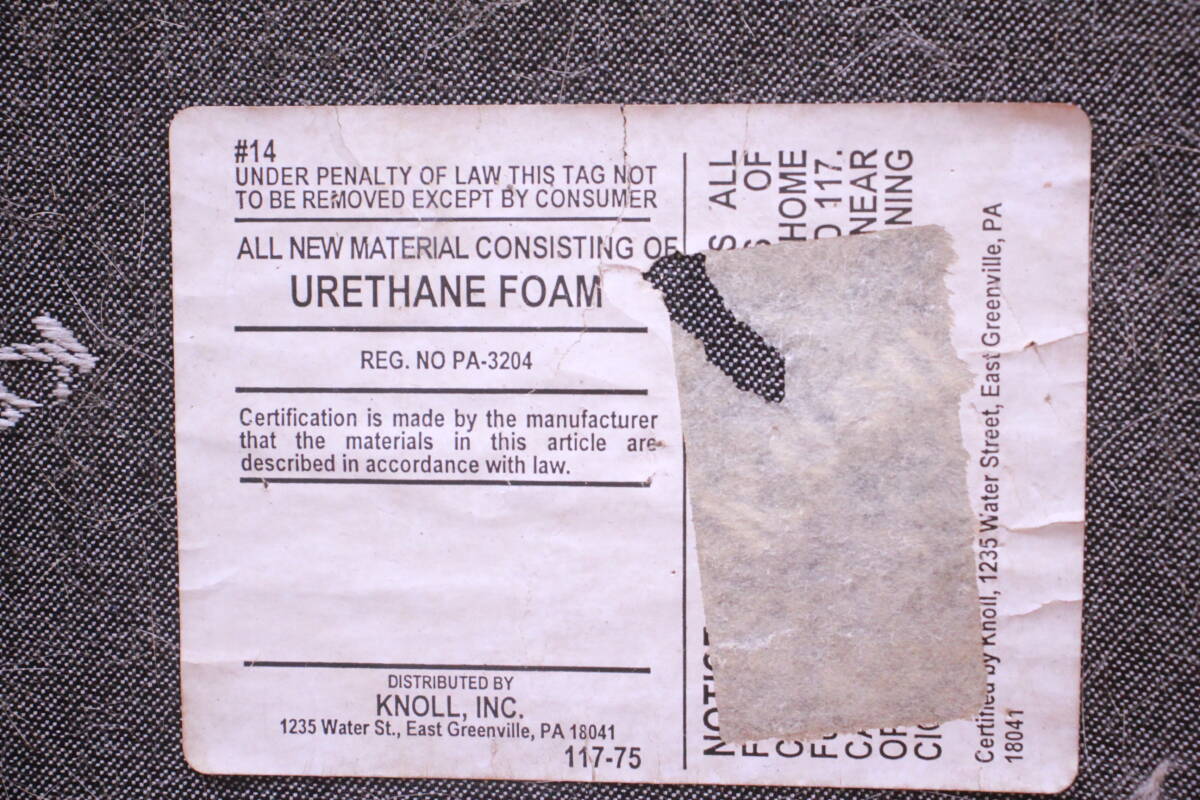 #14
UNDER PENALTY OF LAW THIS TAG NOT
TO BE REMOVED EXCEPT BY CONSUMER
ALL NEW MATERIAL CONSISTING OF
URETHANE FOAM
REG. NO PA-3204
Certification is made by the manufacturer
that the materials in this article are
described in accordance with law.
DISTRIBUTED BY
KNOLL, INC.
1235 Water St., East Greenville, PA 18041
117-75
NOTICE
ALL
OF
HOME
117.
NEAR
Certified by Knoll, 1235 Water Street, East Greenville, PA
18041